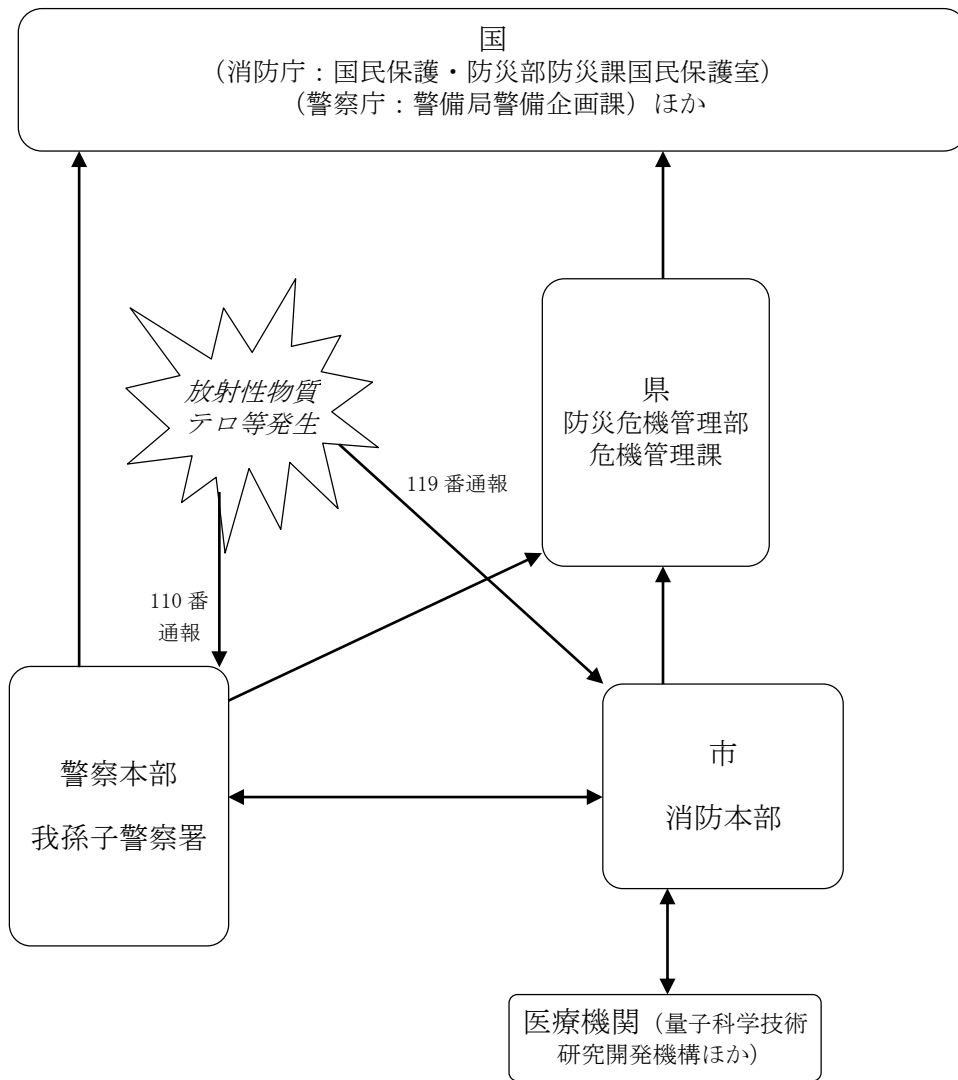 国
（消防庁：国民保護・防災部防災課国民保護室）
（警察庁：警備局警備企画課）ほか
放射性物質
テロ等発生
県
防災危機管理部
危機管理課
119 番通報
110 番
通報
警察本部
我孫子警察署
市
消防本部
医療機関（量子科学技術
研究開発機構ほか）